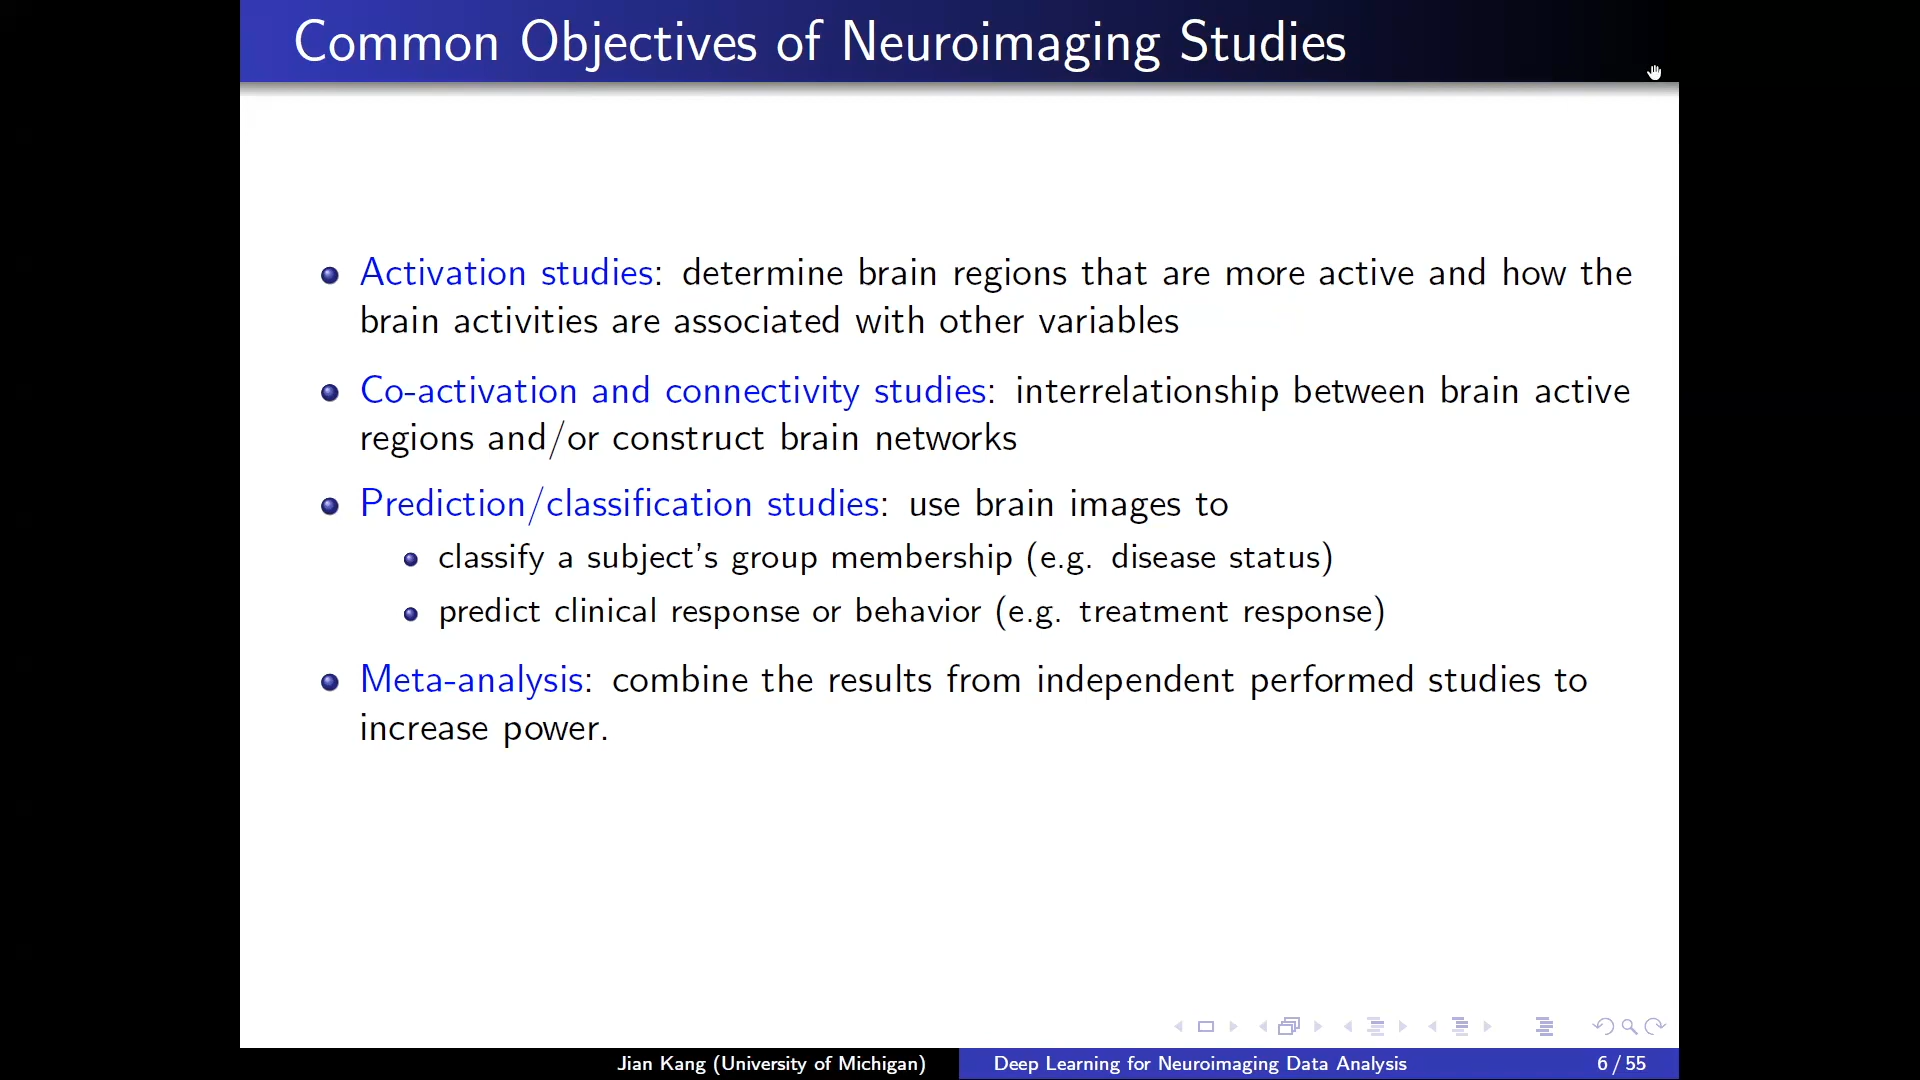 Common Objectives of Neuroimaging Studies
Activation studies: determine brain regions that are more active and how the
brain activities are associated with other variables
Co-activation and connectivity studies: interrelationship between brain active
regions and/or construct brain networks
Prediction/classification studies: use brain images to
classify a subject's group membership (e.g. disease status)
predict clinical response or behavior (e.g. treatment response)
Meta-analysis: combine the results from independent performed studies to
increase power.
Jian Kang (University of Michigan)
Deep Learning for Neuroimaging Data Analysis
6 / 55